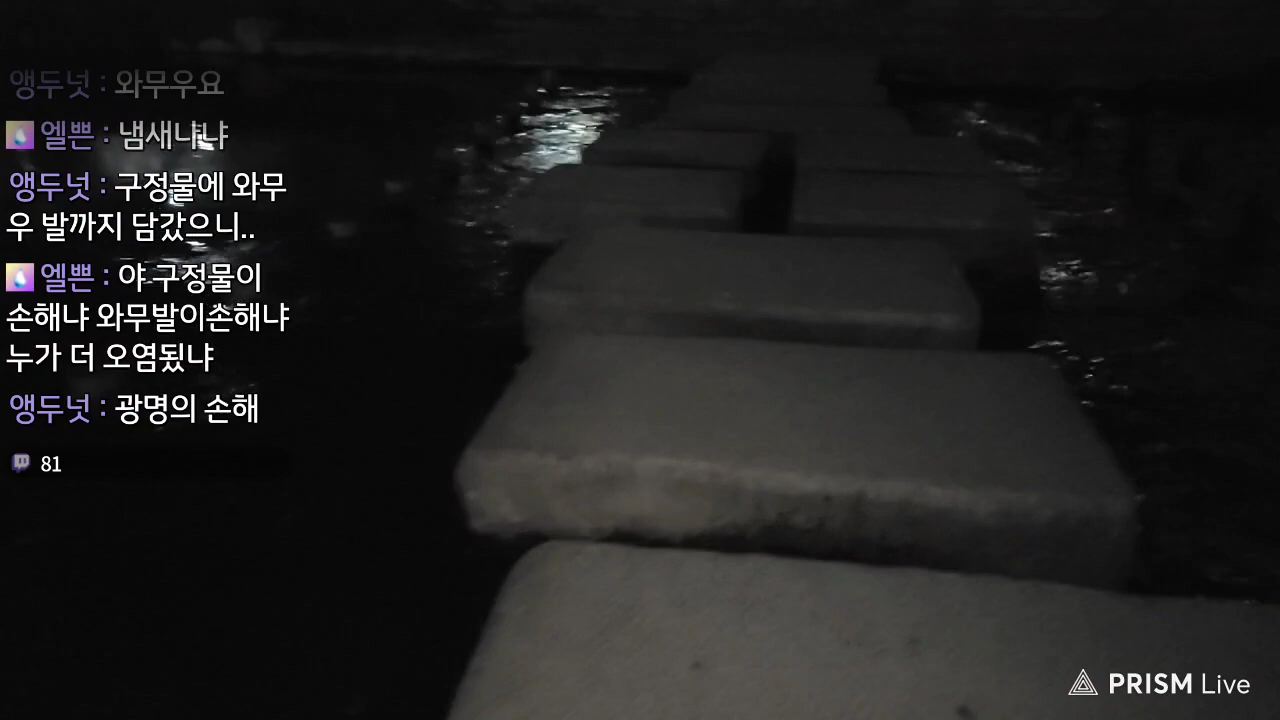 앵두넛 : 와무우요
엘쁜 : 냄새냐냐
앵두넛 : 구정물에 와무
우 발까지 담갔으니..
엘쁜 : 야 구정물이
손해냐 와무발이손해냐
누가 더 오염됬냐
앵두넛 : 광명의 손해
81
PRISM Live